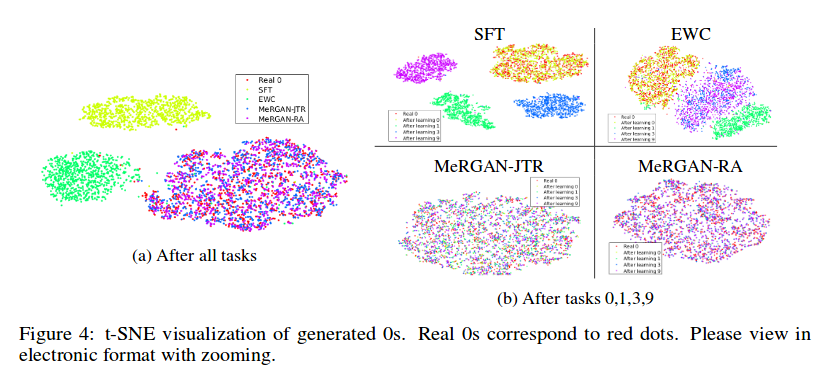 Real 0
SFT
EWC
MeRGAN-JTR
MeRGAN-RA
(a) After all tasks
SFT
Real 0
After learning 0
After learning 1
After learning 3
After learning 9
EWC
Real 0
After learning 0
After learning 1
After learning 3
After learning 9
MeRGAN-JTR
Real 0
After learning 0
After learning 1
After learning 3
After learning 9
MeRGAN-RA
Real 0
After learning 0
After learning 1
After learning 3
After learning 9
(b) After tasks 0,1,3,9
Figure 4: t-SNE visualization of generated 0s. Real 0s correspond to red dots. Please view in
electronic format with zooming.